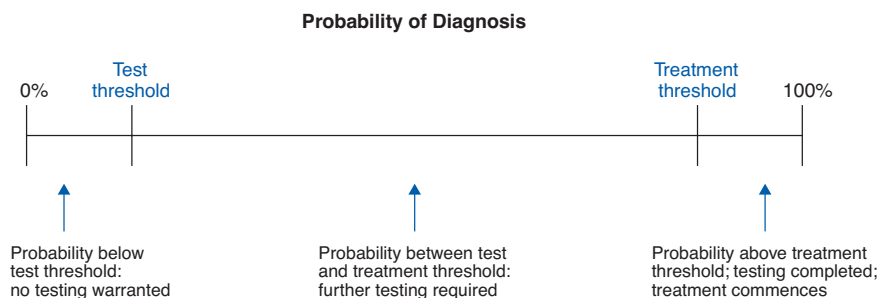 Probability of Diagnosis
0%
Test
threshold
Treatment
threshold
100%
Probability below
test threshold:
no testing warranted
Probability between test
and treatment threshold:
further testing required
Probability above treatment
threshold; testing completed;
treatment commences